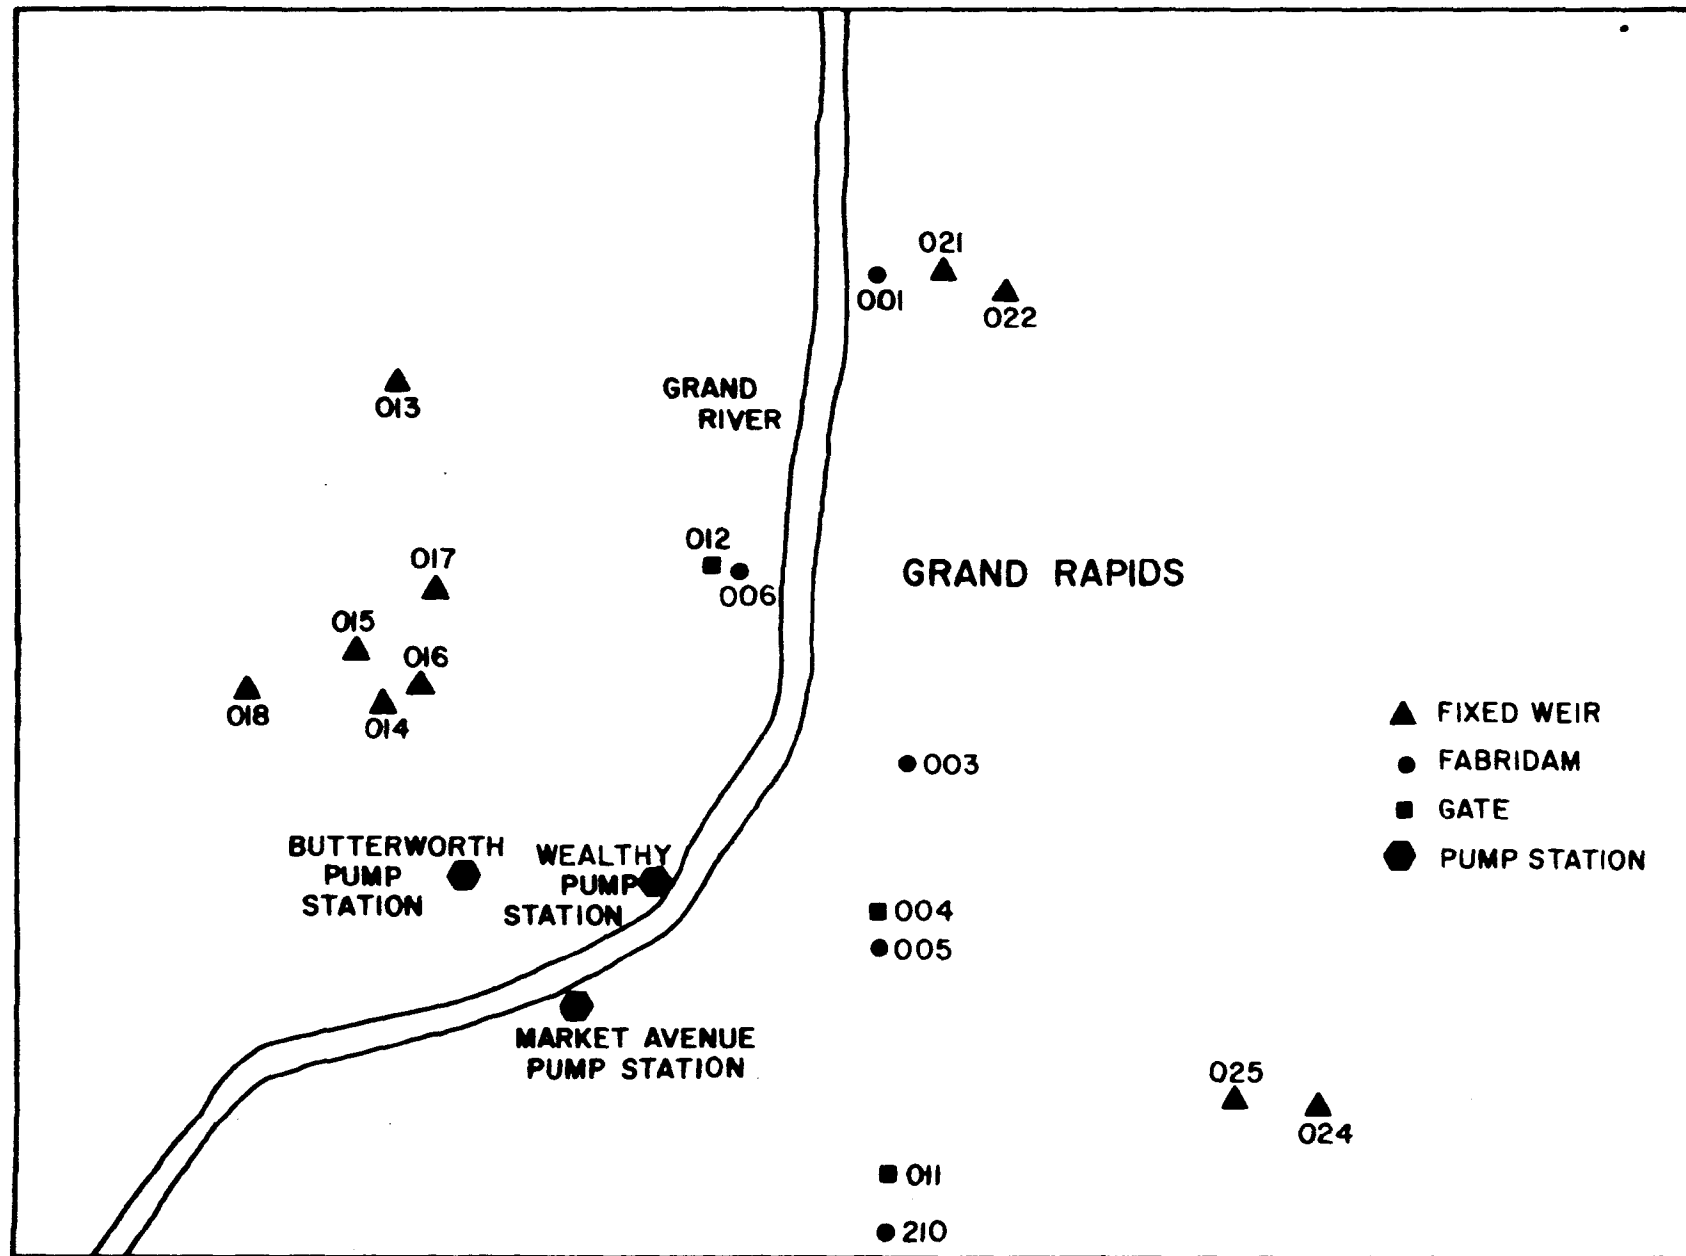 021
001
022
013
GRAND
RIVER
012
006
017
GRAND RAPIDS
015
016
018
014
FIXED WEIR
FABRIDAM
GATE
PUMP STATION
003
BUTTERWORTH
PUMP
STATION
WEALTHY
PUMP
STATION
004
005
MARKET AVENUE
PUMP STATION
025
024
011
210